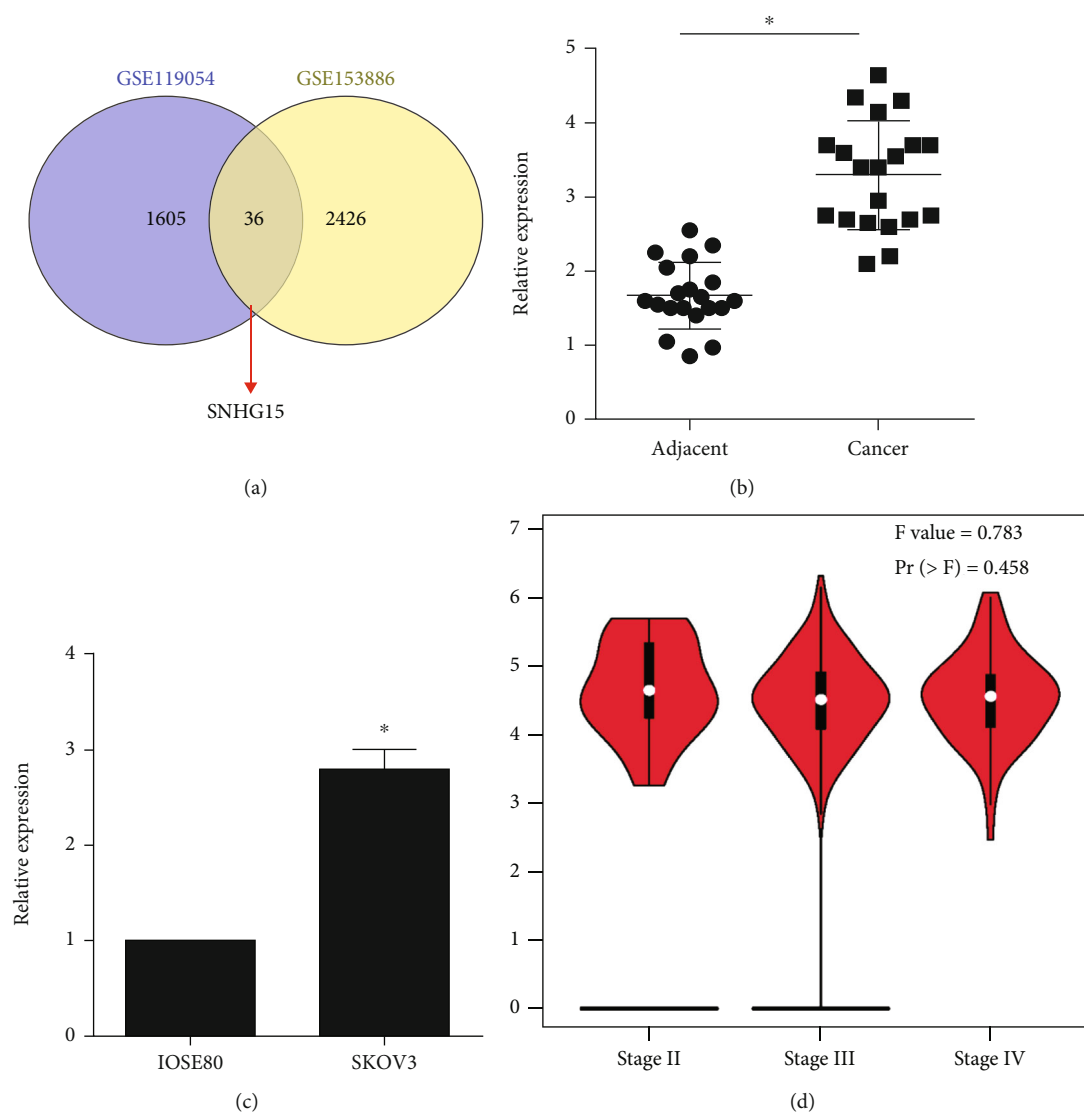 GSE119054
GSE153886
1605
36
2426
SNHG15
(a)
*
Relative expression
5
4
3
2
1
0
Adjacent
Cancer
(b)
Relative expression
4
3
2
1
0
*
IOSE80
SKOV3
(c)
F value = 0.783
Pr (> F) = 0.458
7
6
5
4
3
2
1
0
Stage II
Stage III
Stage IV
(d)